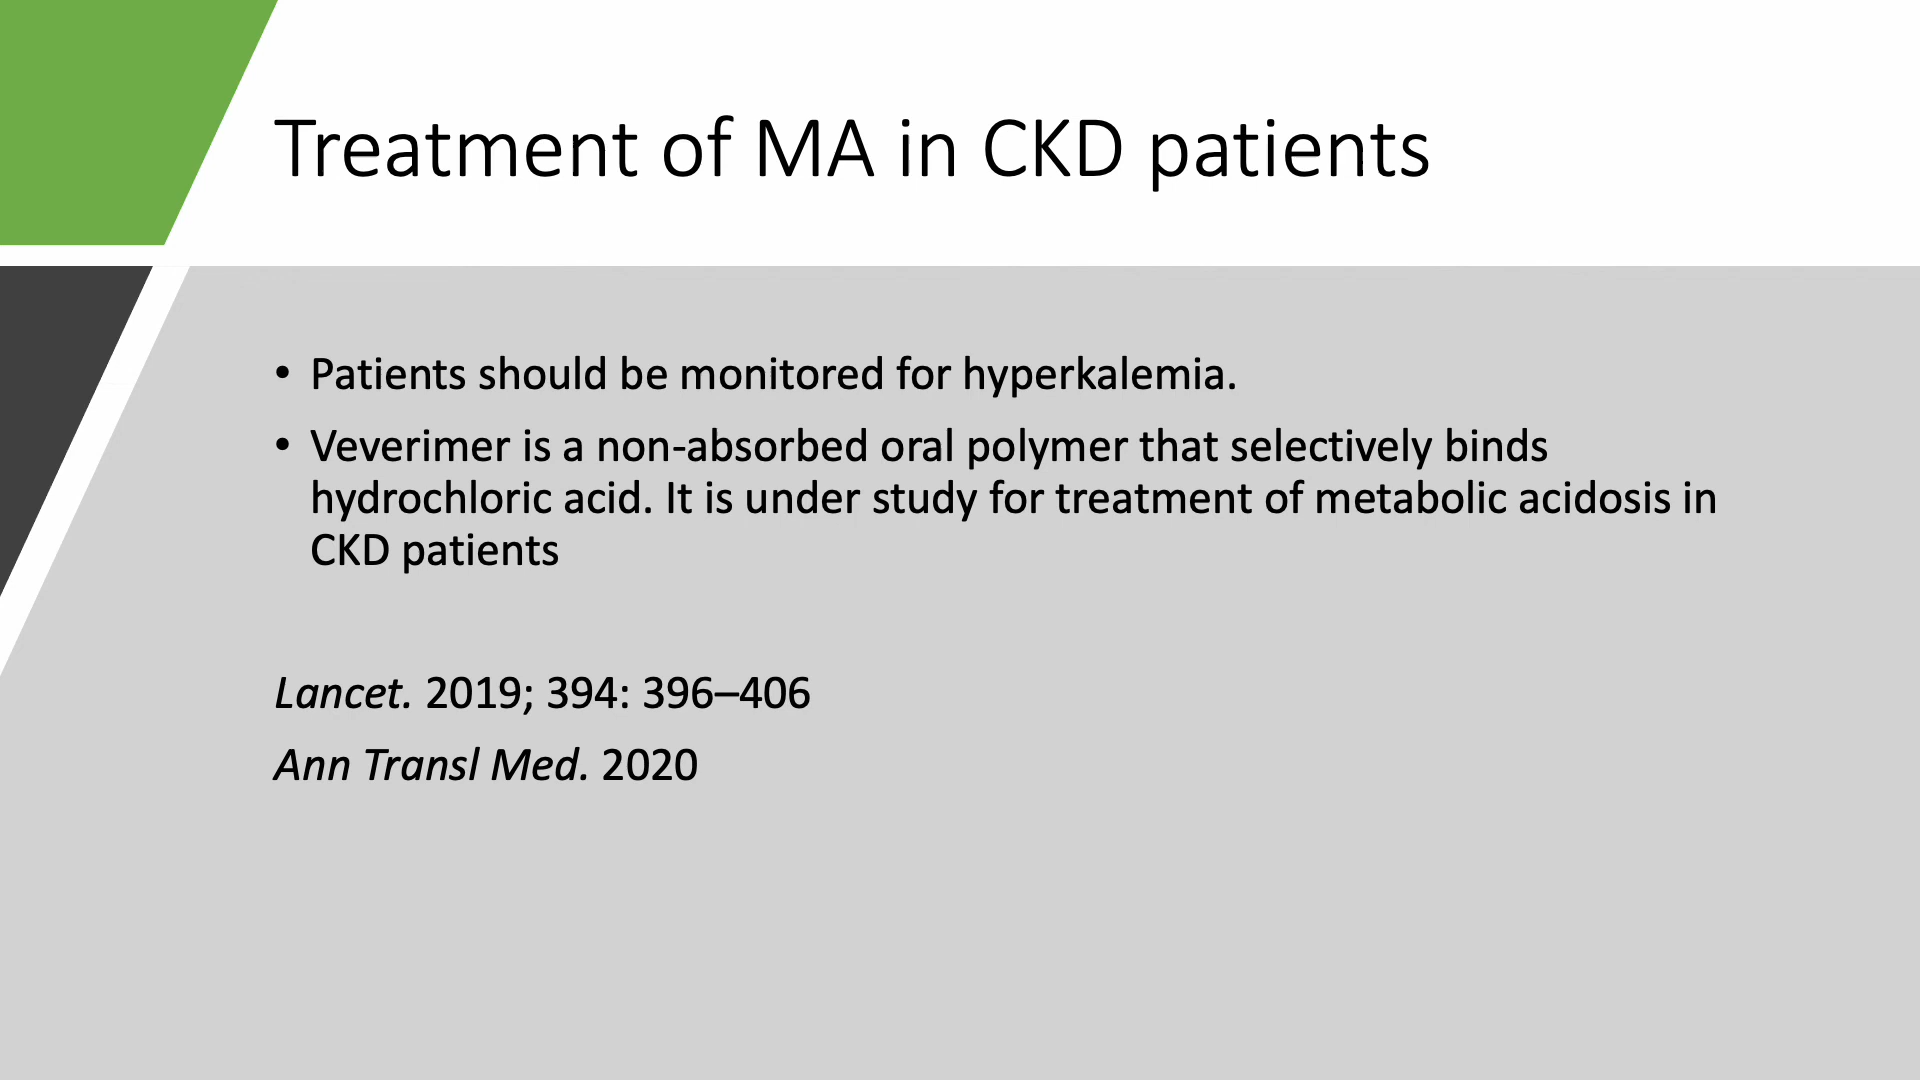 Treatment of MA in CKD patients
• Patients should be monitored for hyperkalemia.
• Veverimer is a non-absorbed oral polymer that selectively binds
hydrochloric acid. It is under study for treatment of metabolic acidosis in
CKD patients
Lancet. 2019; 394: 396–406
Ann Transl Med. 2020